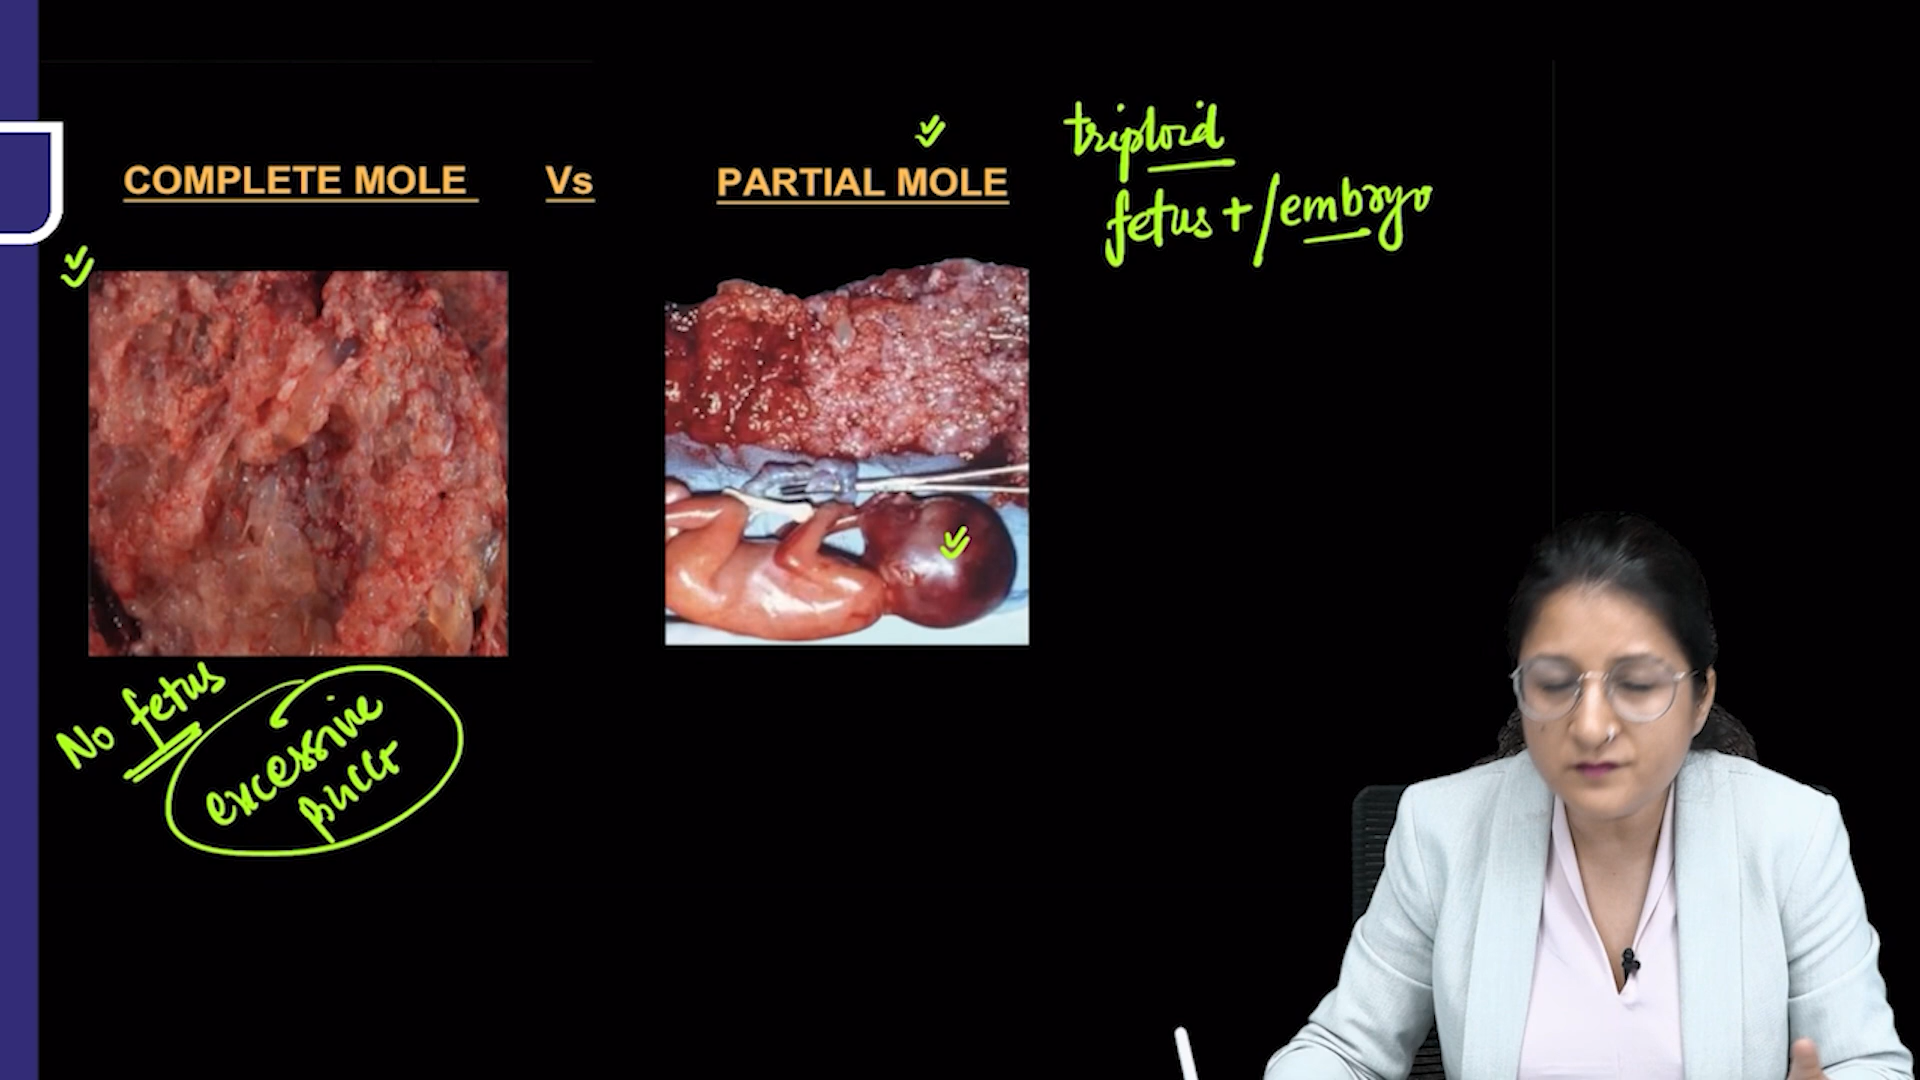 COMPLETE MOLE Vs PARTIAL MOLE
triploid
fetus + / embryo
No fetus
excessive